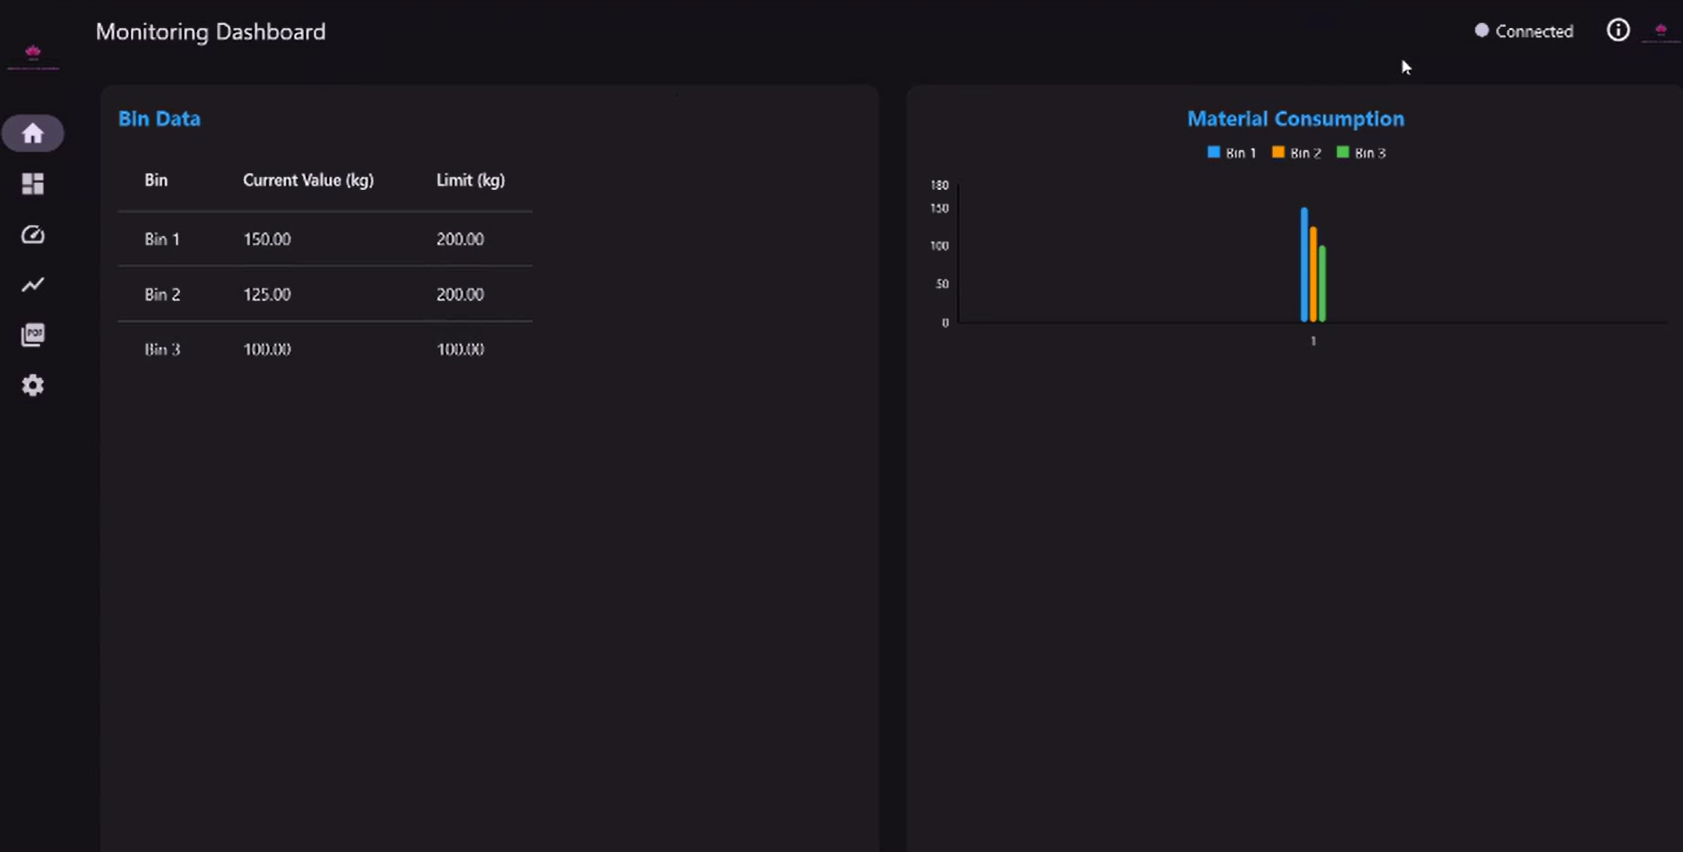 Monitoring Dashboard
Connected
Bin Data
Bin Current Value (kg) Limit (kg)
Bin 1 150.00 200.00
Bin 2 125.00 200.00
Bin 3 100.00 100.00
Material Consumption
Bin 1 Bin 2 Bin 3
180
150
100
50
0
1
PDF